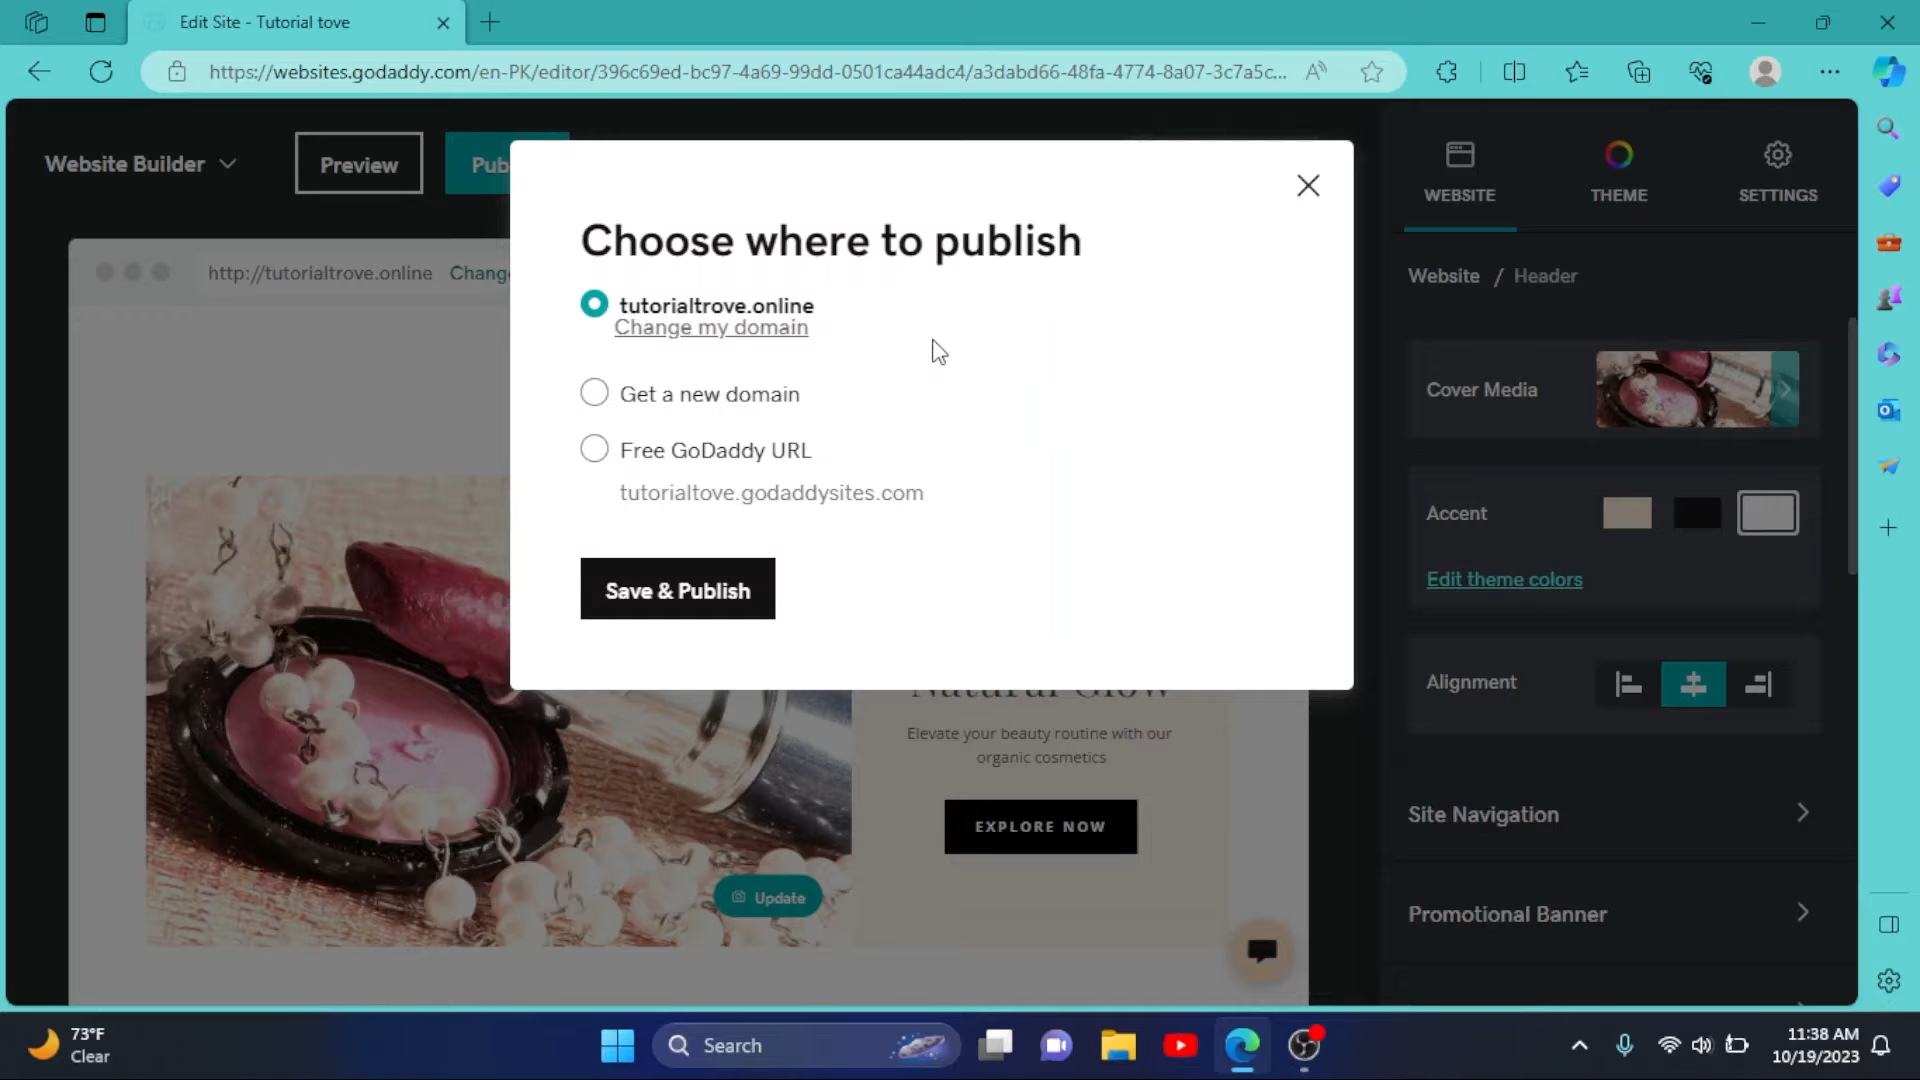 Edit Site - Tutorial tove
https://websites.godaddy.com/en-PK/editor/396c69ed-bc97-4a69-99dd-0501ca44adc4/a3dabd66-48fa-4774-8a07-3c7a5c...
Website Builder
Preview
Pub
WEBSITE
THEME
SETTINGS
http://tutorialtrove.online
Chang
Choose where to publish
tutorialtrove.online
Change my domain
Get a new domain
Free GoDaddy URL
tutorialtove.godaddysites.com
Save & Publish
Website / Header
Cover Media
Accent
Edit theme colors
Alignment
Site Navigation
Promotional Banner
Natural Glow
Elevate your beauty routine with our
organic cosmetics
EXPLORE NOW
Update
73°F
Clear
Search
11:38 AM
10/19/2023